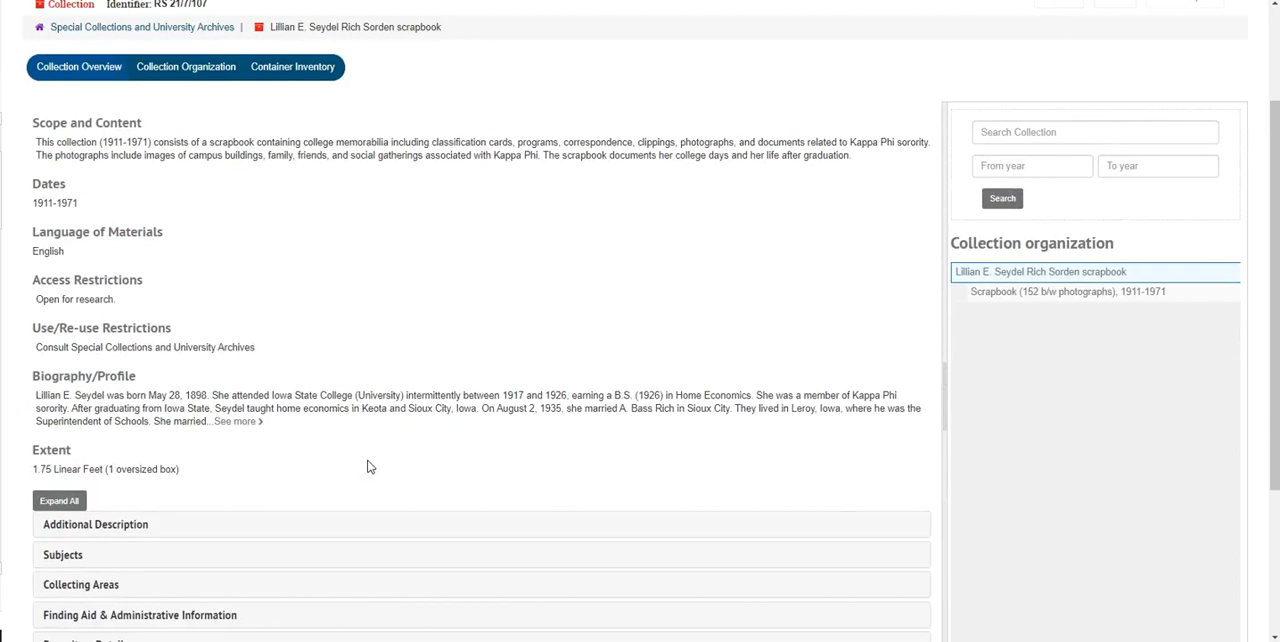 Collection Identifier: RS 21/7/107
Special Collections and University Archives | Lillian E. Seydel Rich Sorden scrapbook
Collection Overview Collection Organization Container Inventory
Scope and Content
This collection (1911-1971) consists of a scrapbook containing college memorabilia including classification cards, programs, correspondence, clippings, photographs, and documents related to Kappa Phi sorority.
The photographs include images of campus buildings, family, friends, and social gatherings associated with Kappa Phi. The scrapbook documents her college days and her life after graduation.
Dates
1911-1971
Language of Materials
English
Access Restrictions
Open for research.
Use/Re-use Restrictions
Consult Special Collections and University Archives
Biography/Profile
Lillian E. Seydel was born May 28, 1898. She attended Iowa State College (University) intermittently between 1917 and 1926, earning a B.S. (1926) in Home Economics. She was a member of Kappa Phi
sorority. After graduating from Iowa State, Seydel taught home economics in Keota and Sioux City, Iowa. On August 2, 1935, she married A. Bass Rich in Sioux City. They lived in Leroy, Iowa, where he was the
Superintendent of Schools. She married...See more >
Extent
1.75 Linear Feet (1 oversized box)
Expand All
Additional Description
Subjects
Collecting Areas
Finding Aid & Administrative Information
Search Collection
From year To year
Search
Collection organization
Lillian E. Seydel Rich Sorden scrapbook
Scrapbook (152 b/w photographs), 1911-1971